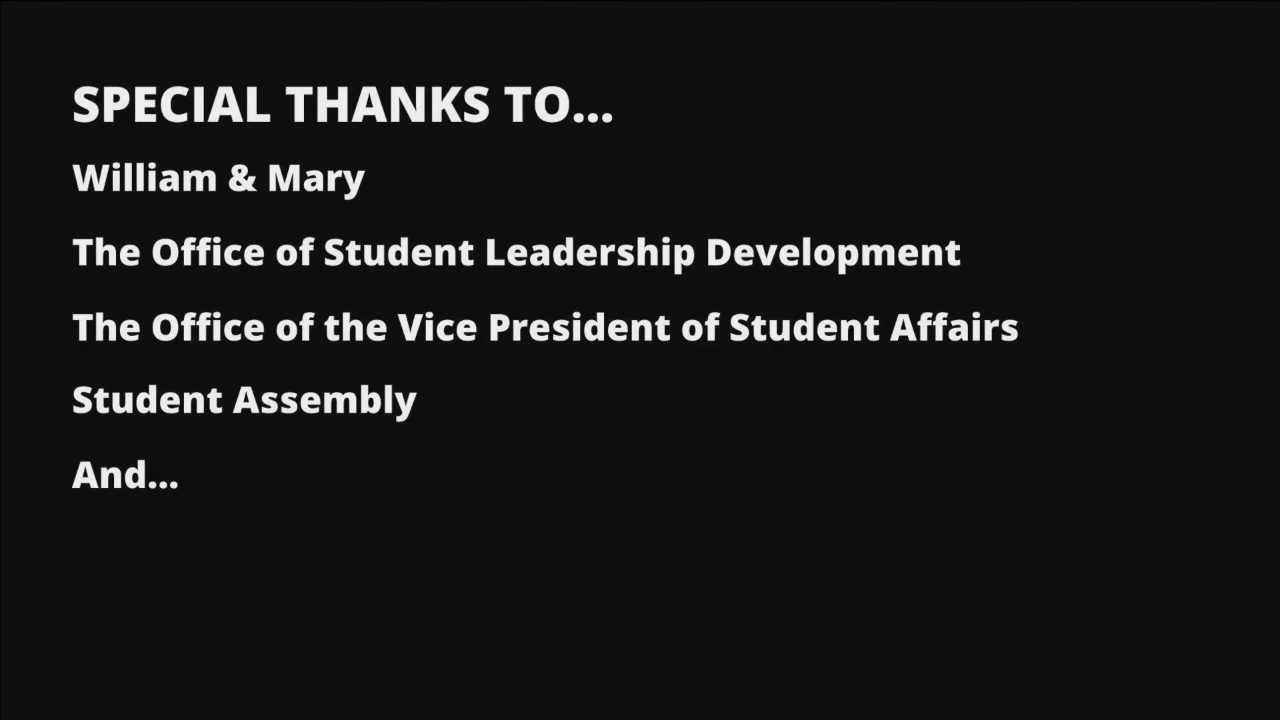 SPECIAL THANKS TO...
William & Mary
The Office of Student Leadership Development
The Office of the Vice President of Student Affairs
Student Assembly
And...